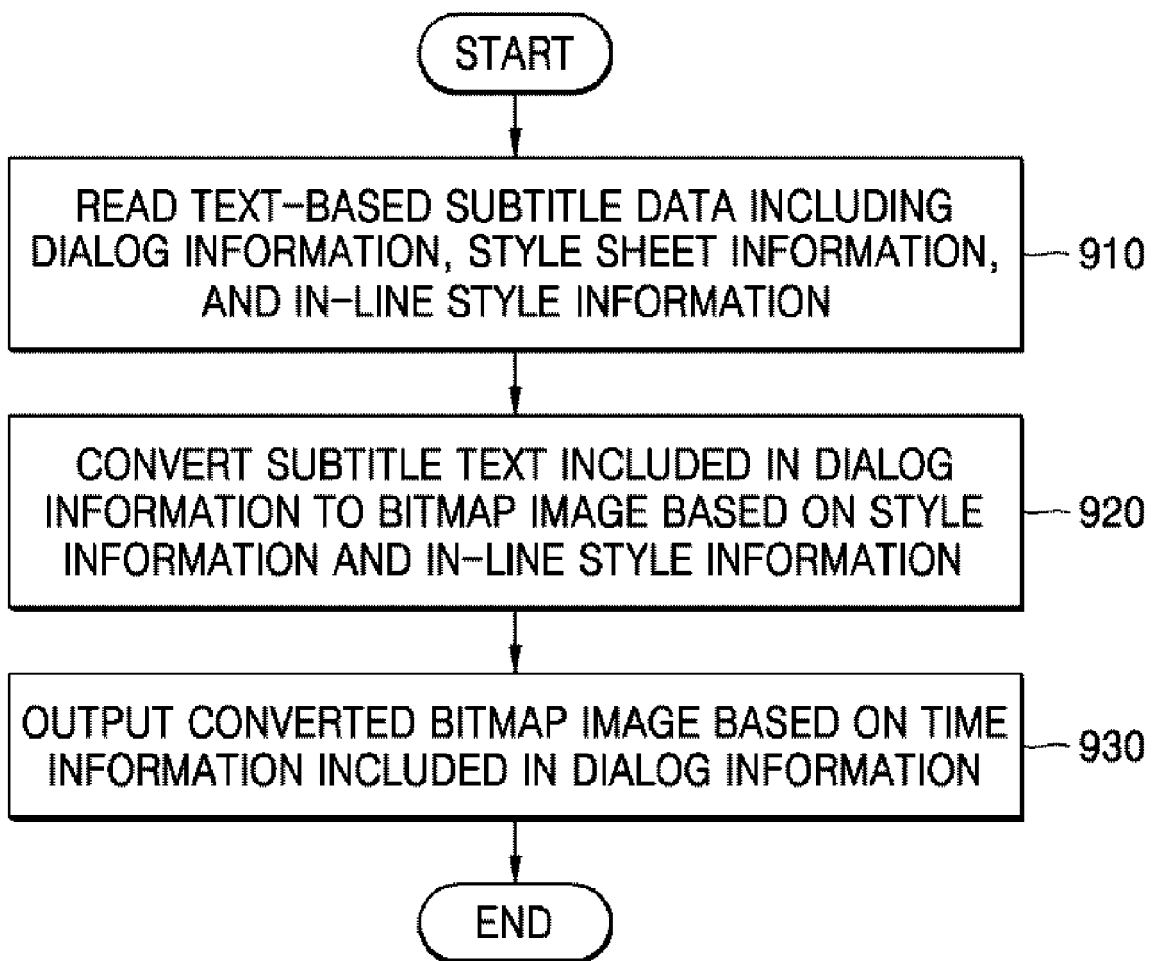 START
READ TEXT-BASED SUBTITLE DATA INCLUDING
DIALOG INFORMATION, STYLE SHEET INFORMATION,
AND IN-LINE STYLE INFORMATION
910
CONVERT SUBTITLE TEXT INCLUDED IN DIALOG
INFORMATION TO BITMAP IMAGE BASED ON STYLE
INFORMATION AND IN-LINE STYLE INFORMATION
920
OUTPUT CONVERTED BITMAP IMAGE BASED ON TIME
INFORMATION INCLUDED IN DIALOG INFORMATION
930
END